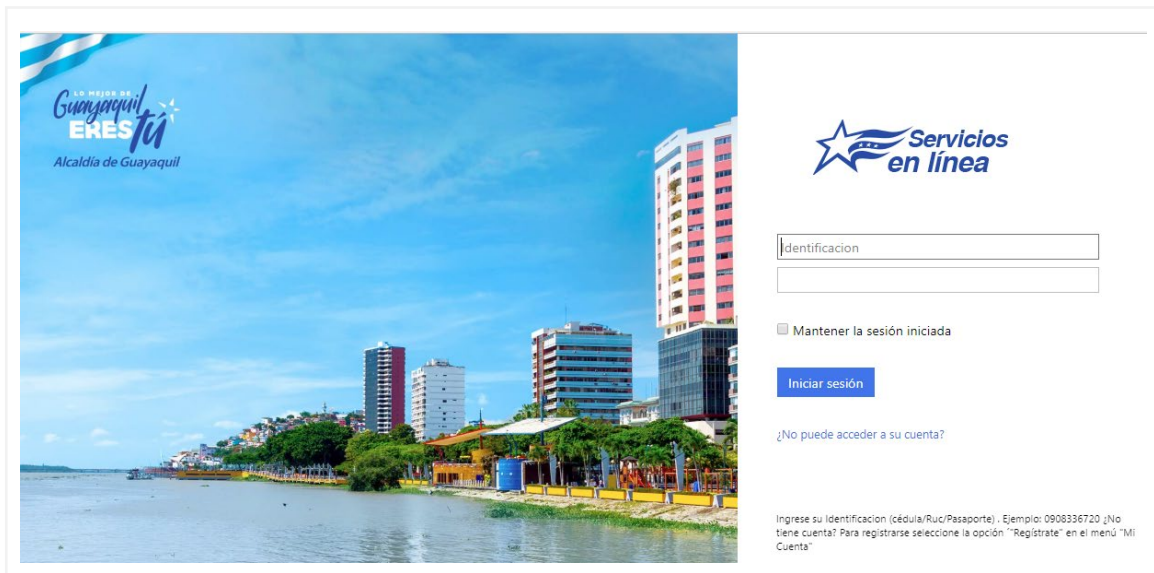 LO MEJOR DE
Guayaquil
ERES tú
Alcaldía de Guayaquil
Servicios
en línea
Identificacion
Mantener la sesión iniciada
Iniciar sesión
¿No puede acceder a su cuenta?
Ingrese su Identificacion (cédula/Ruc/Pasaporte) . Ejemplo: 0908336720 ¿No
tiene cuenta? Para registrarse seleccione la opción ´"Regístrate" en el menú "Mi
Cuenta"